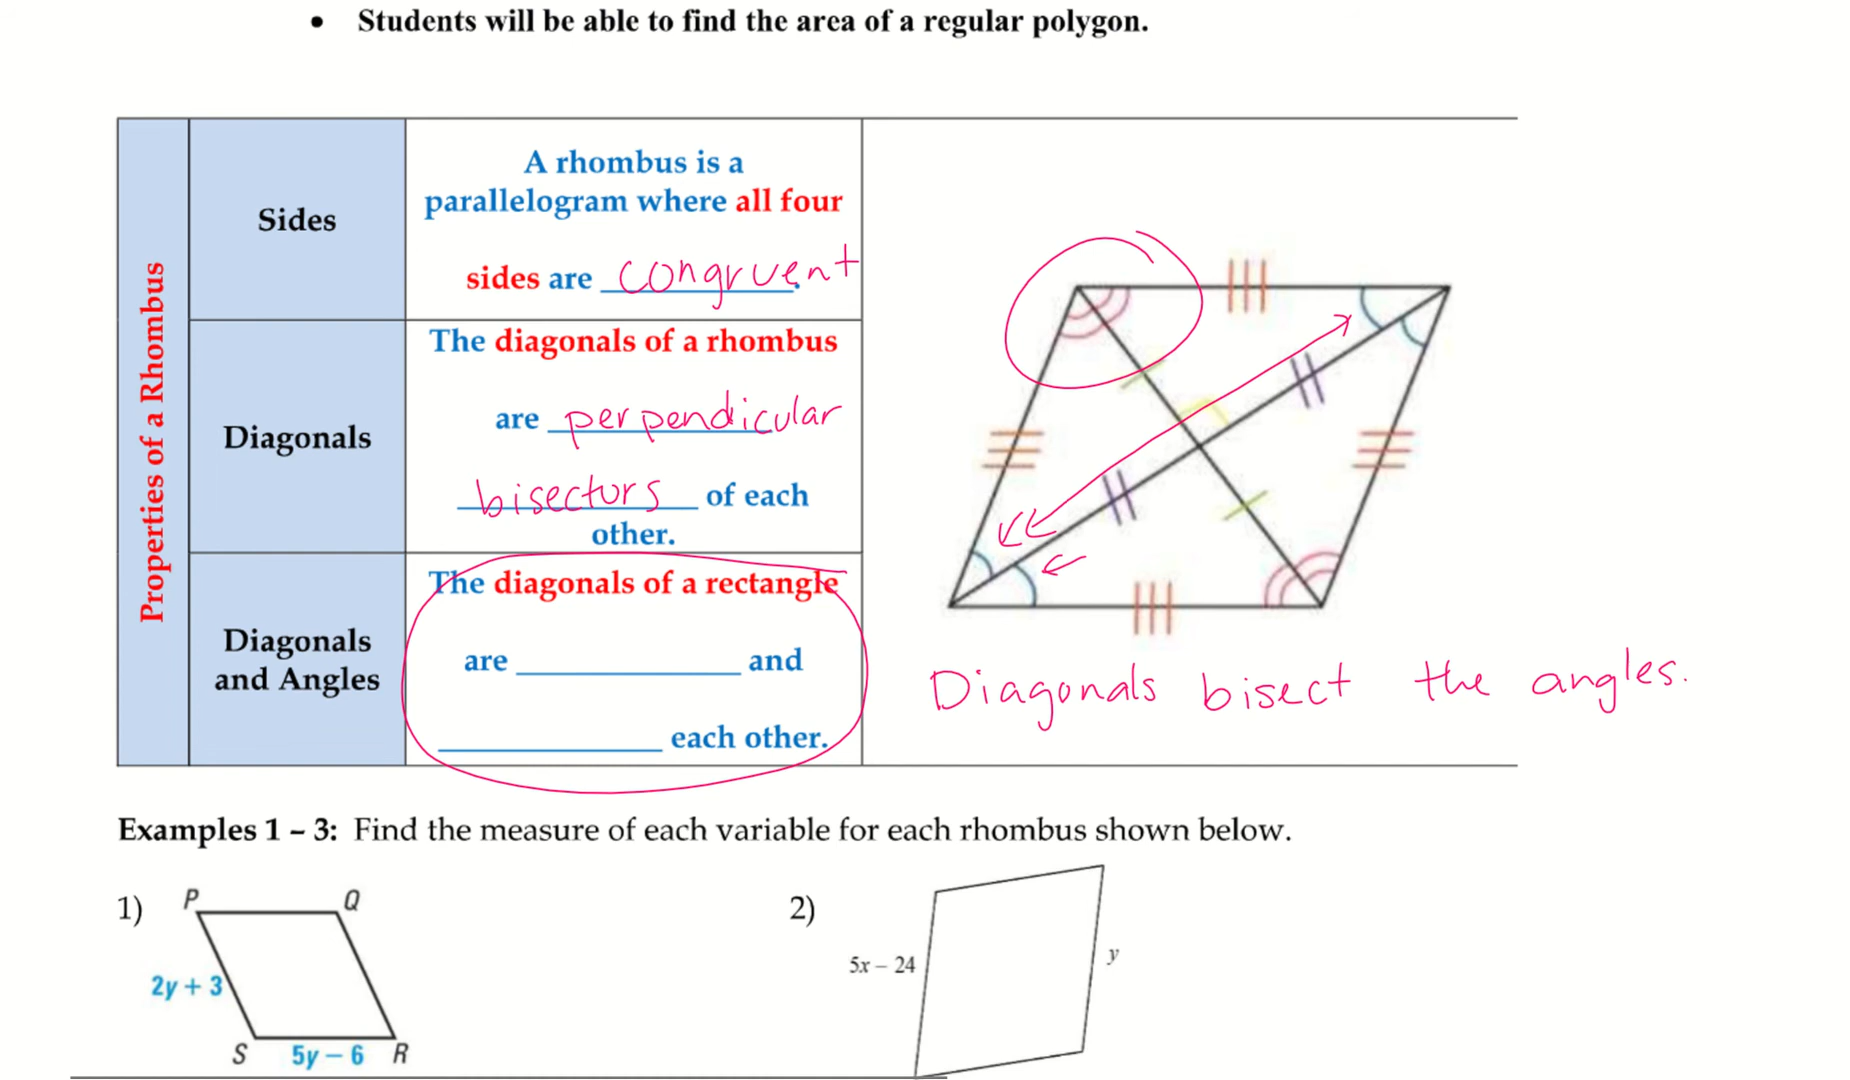 • Students will be able to find the area of a regular polygon.
Properties of a Rhombus
Sides
A rhombus is a
parallelogram where all four
sides are congruent.
Diagonals
The diagonals of a rhombus
are perpendicular
bisectors of each
other.
Diagonals
and Angles
The diagonals of a rectangle
are ____________ and
____________ each other.
Diagonals bisect the angles.
Examples 1 – 3: Find the measure of each variable for each rhombus shown below.
1)
P
Q
2y + 3
S
5y – 6
R
2)
5x – 24
y